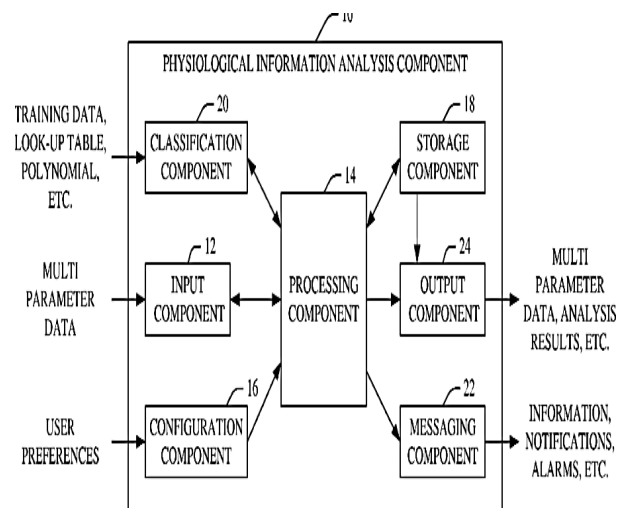 PHYSIOLOGICAL INFORMATION ANALYSIS COMPONENT
TRAINING DATA,
LOOK-UP TABLE,
POLYNOMIAL,
ETC.
20
CLASSIFICATION
COMPONENT
18
STORAGE
COMPONENT
14
PROCESSING
COMPONENT
MULTI
PARAMETER
DATA
12
INPUT
COMPONENT
24
OUTPUT
COMPONENT
MULTI
PARAMETER
DATA, ANALYSIS
RESULTS, ETC.
USER
PREFERENCES
16
CONFIGURATION
COMPONENT
22
MESSAGING
COMPONENT
INFORMATION,
NOTIFICATIONS,
ALARMS, ETC.